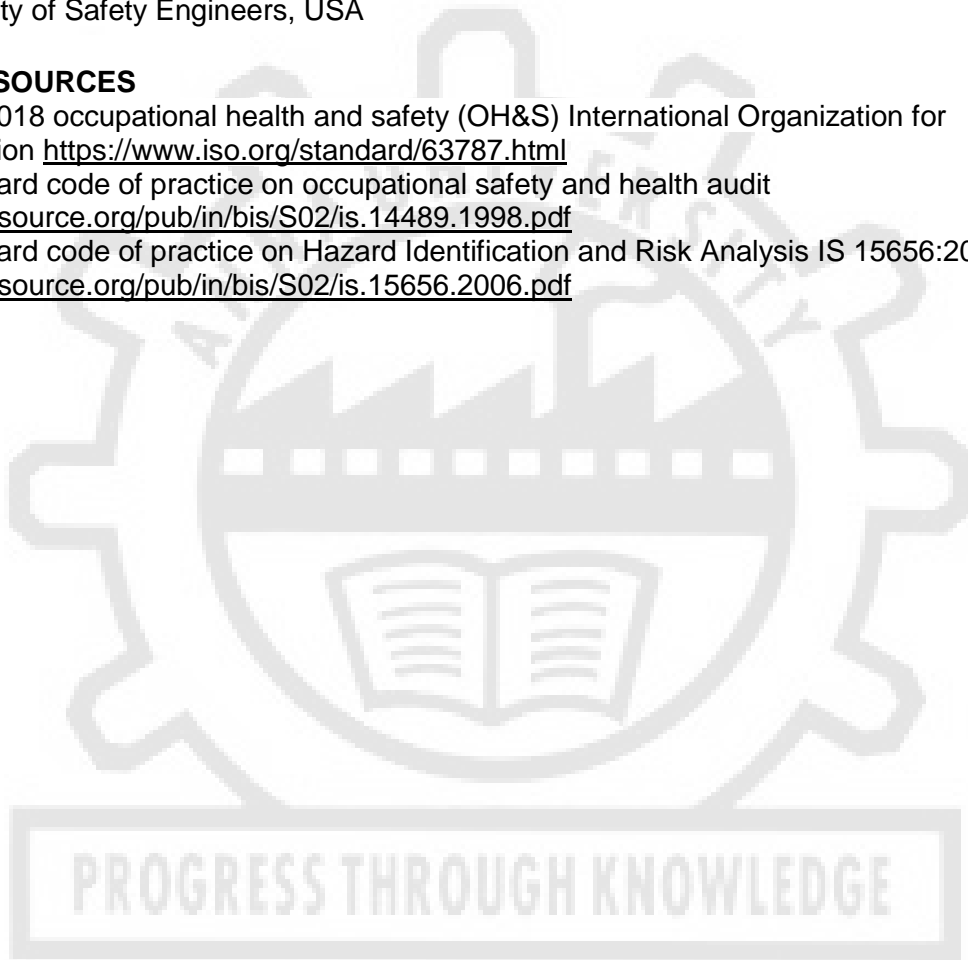 ty of Safety Engineers, USA
SOURCES
018 occupational health and safety (OH&S) International Organization for
ion https://www.iso.org/standard/63787.html
ard code of practice on occupational safety and health audit
source.org/pub/in/bis/S02/is.14489.1998.pdf
ard code of practice on Hazard Identification and Risk Analysis IS 15656:20
source.org/pub/in/bis/S02/is.15656.2006.pdf
UNIVERSITY
PROGRESS THROUGH KNOWLEDGE